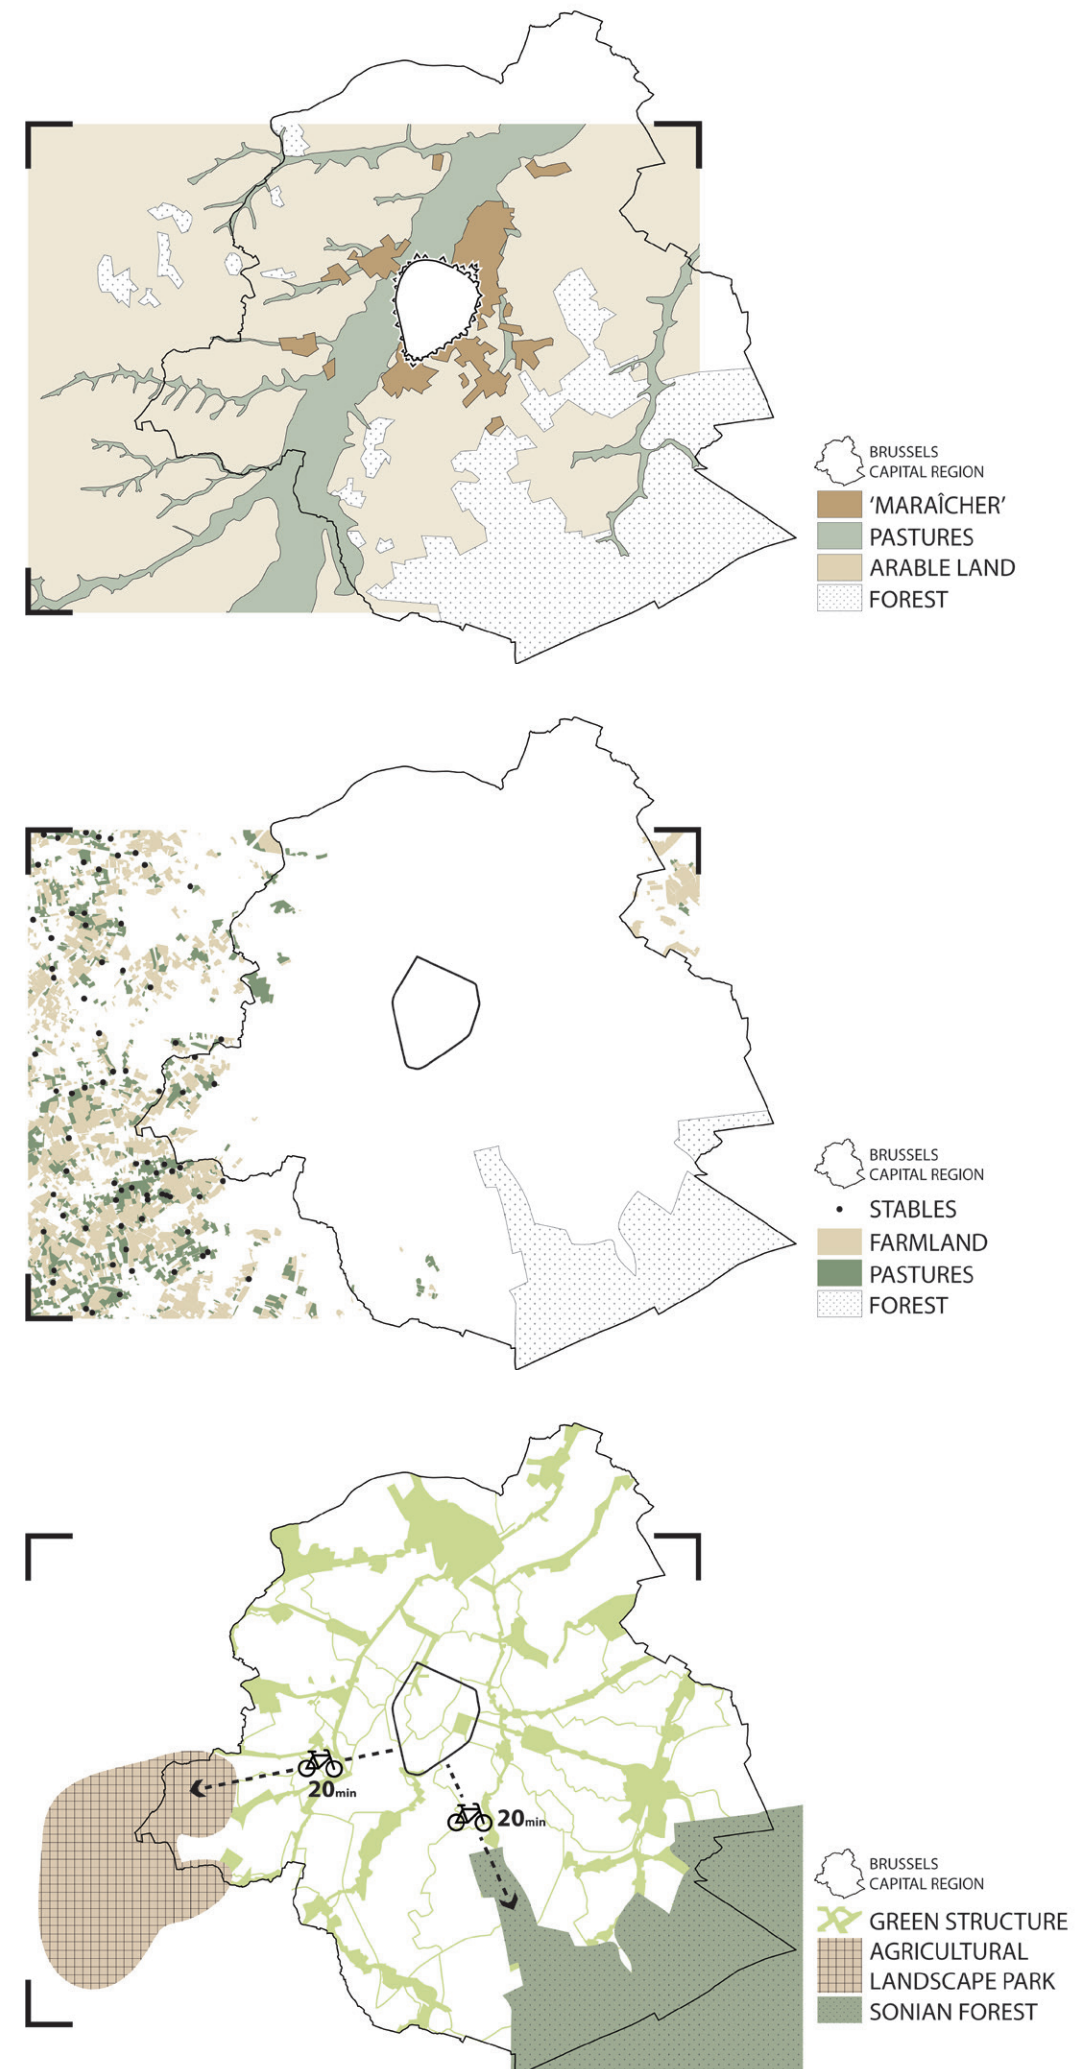 BRUSSELS
CAPITAL REGION
‘MARAÎCHER’
PASTURES
ARABLE LAND
FOREST
BRUSSELS
CAPITAL REGION
STABLES
FARMLAND
PASTURES
FOREST
20min
20min
BRUSSELS
CAPITAL REGION
GREEN STRUCTURE
AGRICULTURAL
LANDSCAPE PARK
SONIAN FOREST